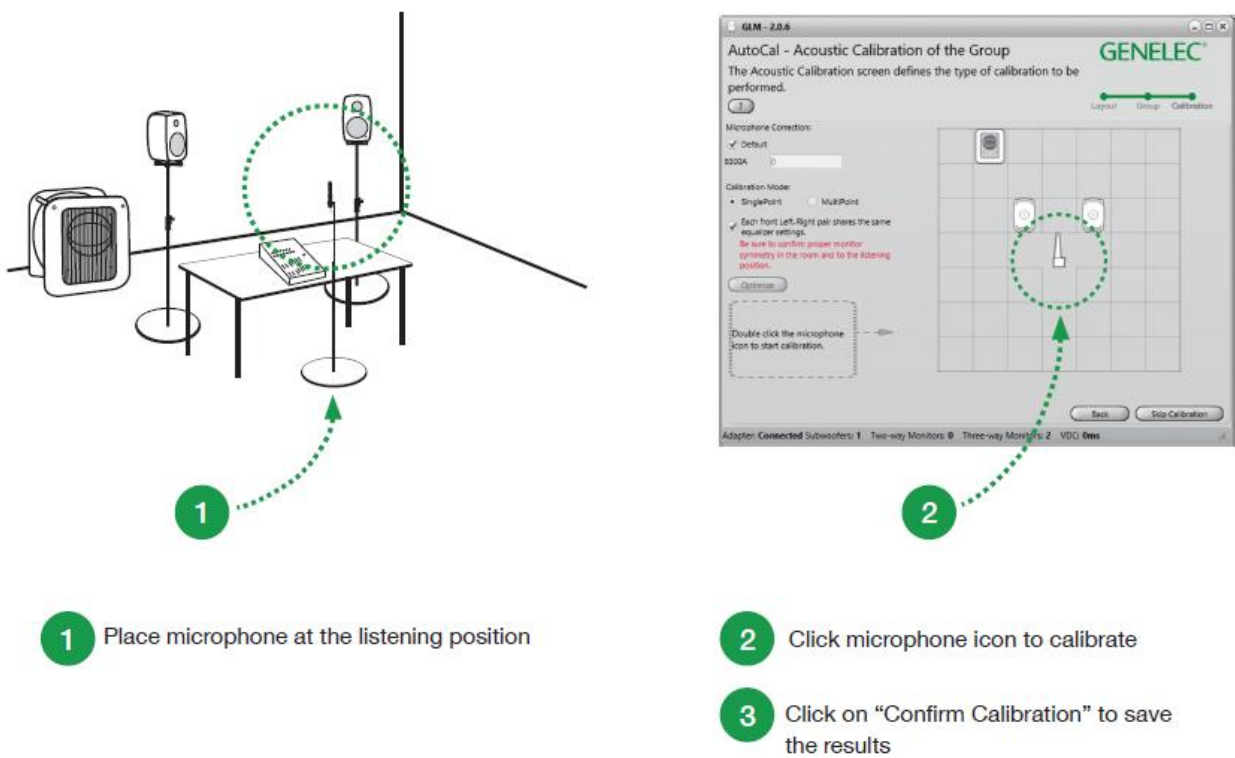 GLM - 2.0.6
AutoCal - Acoustic Calibration of the Group
GENELEC®
The Acoustic Calibration screen defines the type of calibration to be
performed.
?
Layout Group Calibration
Microphone Correction:
Default
8300A 0
Calibration Mode:
SinglePoint MultiPoint
Each front Left-Right pair shares the same
equalizer settings.
Be sure to confirm proper monitor
symmetry in the room and to the listening
position.
Optimize
Double click the microphone
icon to start calibration.
Back Skip Calibration
Adapter: Connected Subwoofers: 1 Two-way Monitors: 0 Three-way Monitors: 2 VDC: 0ms
1
2
1 Place microphone at the listening position
2 Click microphone icon to calibrate
3 Click on “Confirm Calibration” to save
the results